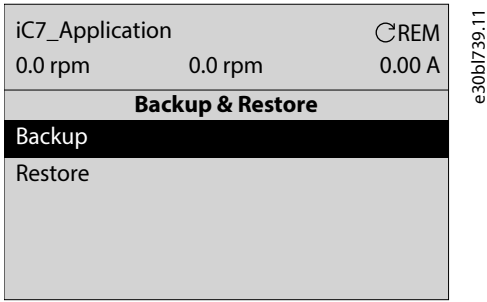 iC7_Application REM
0.0 rpm 0.0 rpm 0.00 A
Backup & Restore
Backup
Restore
e30bl739.11